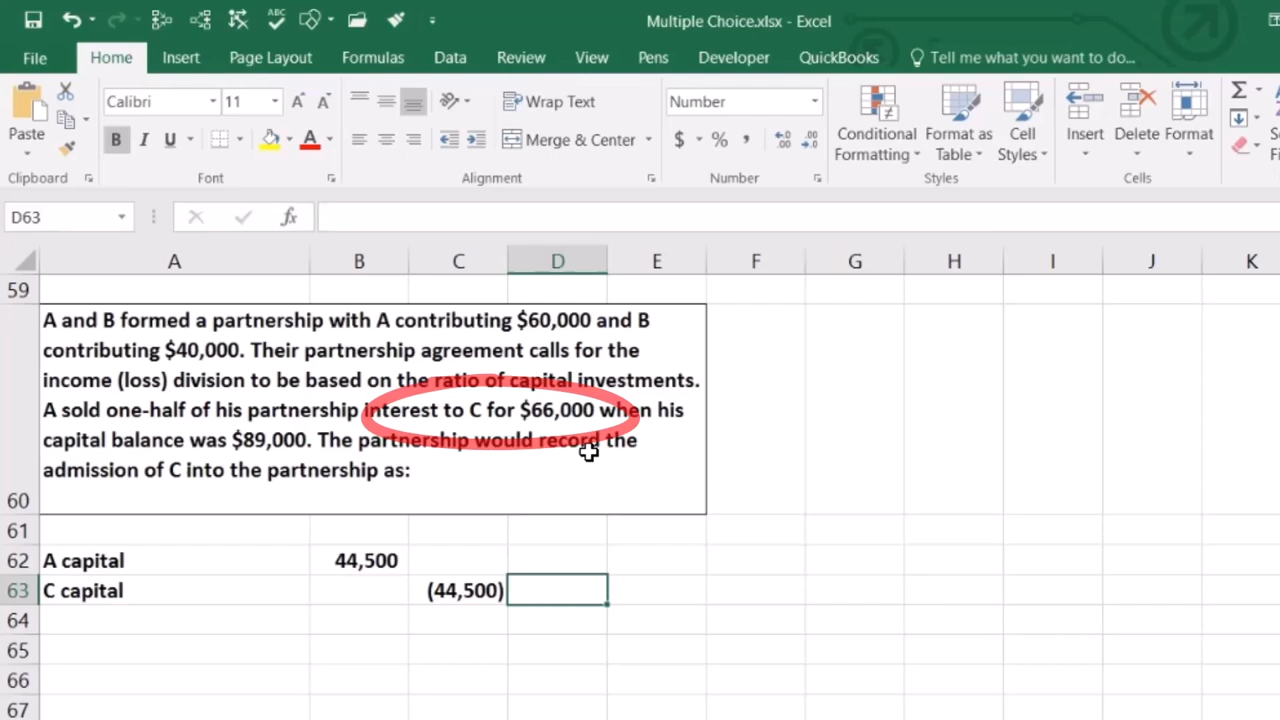 Multiple Choice.xlsx - Excel
File Home Insert Page Layout Formulas Data Review View Pens Developer QuickBooks Tell me what you want to do...
ABC
Paste
Calibri 11 A A
B I U A
Wrap Text
Merge & Center
Number
$ % ,
Conditional Formatting
Format as Table
Cell Styles
Insert Delete Format
Clipboard Font Alignment Number Styles Cells
D63 fx
A B C D E F G H I J K
59
A and B formed a partnership with A contributing $60,000 and B
contributing $40,000. Their partnership agreement calls for the
income (loss) division to be based on the ratio of capital investments.
A sold one-half of his partnership interest to C for $66,000 when his
capital balance was $89,000. The partnership would record the
admission of C into the partnership as:
60
61
62 A capital 44,500
63 C capital (44,500)
64
65
66
67